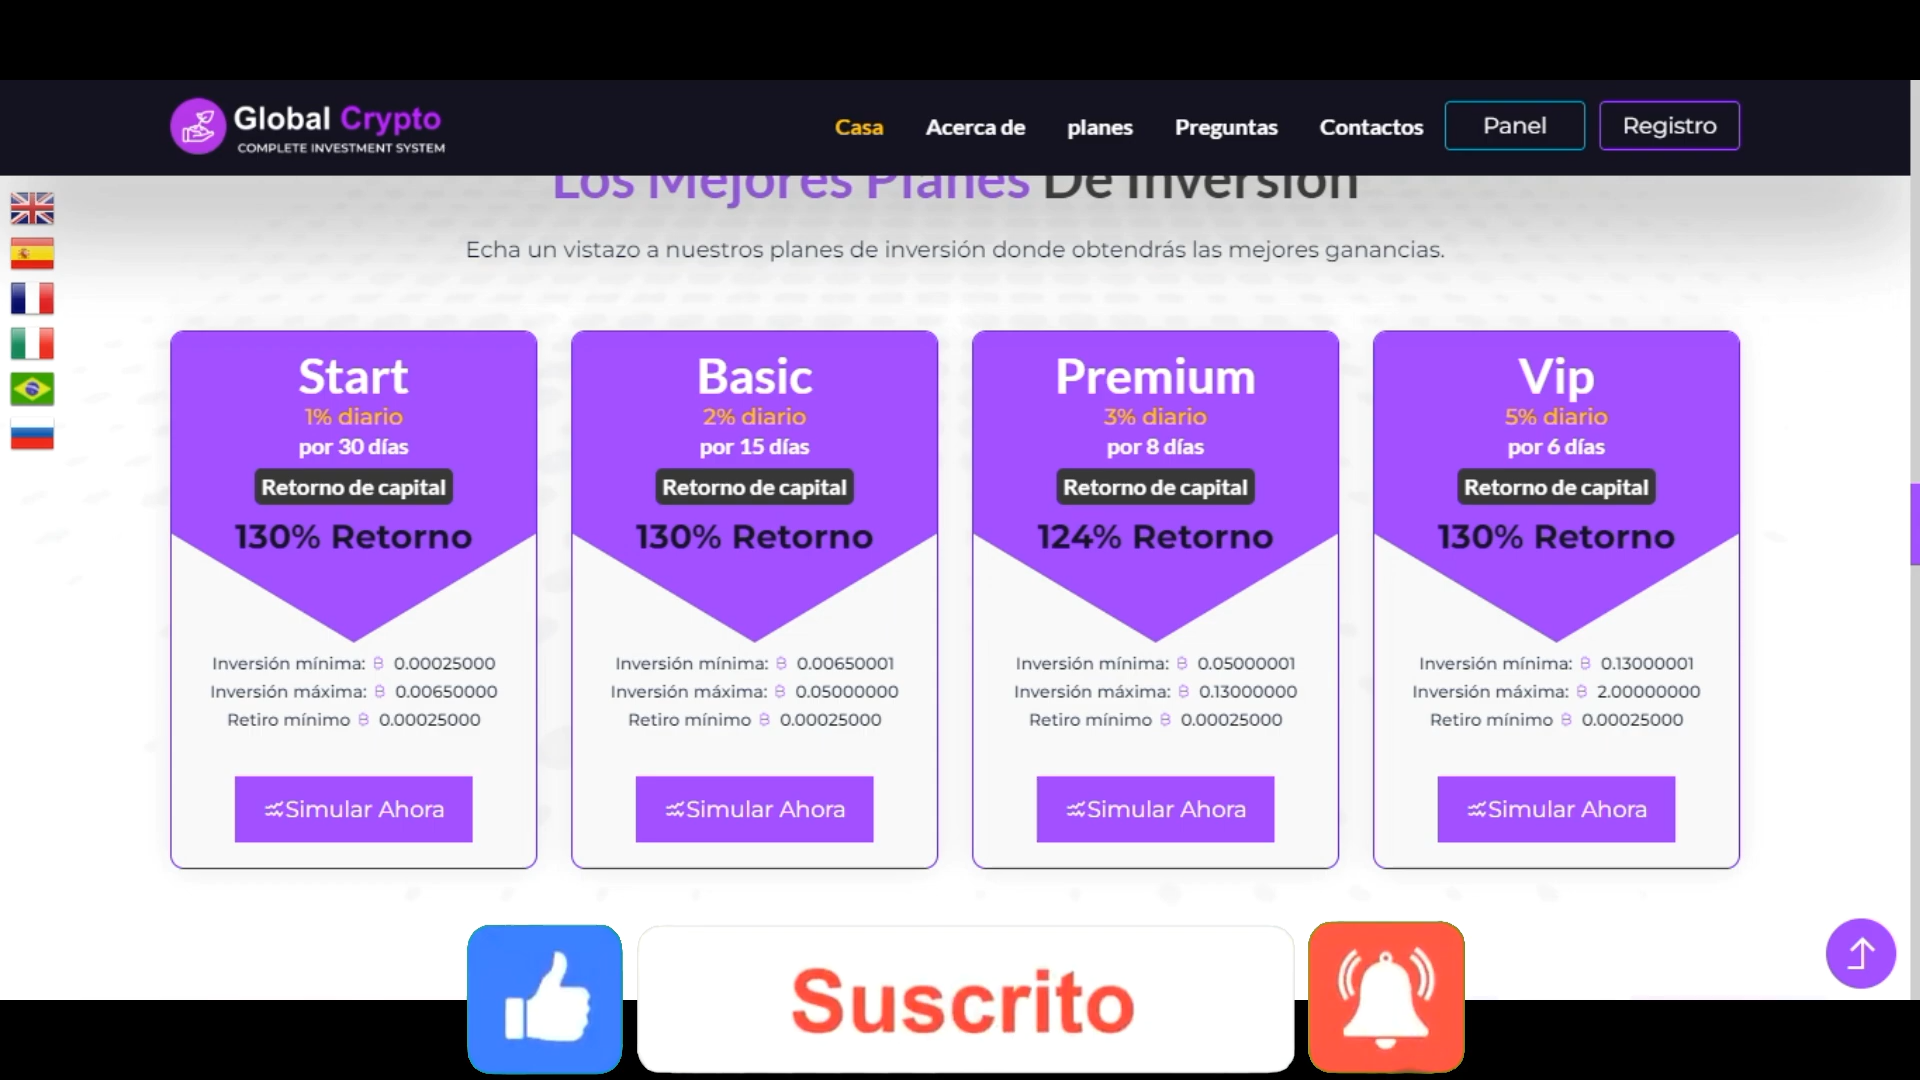 Global Crypto
COMPLETE INVESTMENT SYSTEM
Casa
Acerca de
planes
Preguntas
Contactos
Panel
Registro
Los Mejores Planes De Inversión
Echa un vistazo a nuestros planes de inversión donde obtendrás las mejores ganancias.
Start
1% diario
por 30 días
Retorno de capital
130% Retorno
Inversión mínima: ₿ 0.00025000
Inversión máxima: ₿ 0.00650000
Retiro mínimo ₿ 0.00025000
Simular Ahora
Basic
2% diario
por 15 días
Retorno de capital
130% Retorno
Inversión mínima: ₿ 0.00650001
Inversión máxima: ₿ 0.05000000
Retiro mínimo ₿ 0.00025000
Simular Ahora
Premium
3% diario
por 8 días
Retorno de capital
124% Retorno
Inversión mínima: ₿ 0.05000001
Inversión máxima: ₿ 0.13000000
Retiro mínimo ₿ 0.00025000
Simular Ahora
Vip
5% diario
por 6 días
Retorno de capital
130% Retorno
Inversión mínima: ₿ 0.13000001
Inversión máxima: ₿ 2.00000000
Retiro mínimo ₿ 0.00025000
Simular Ahora
Suscrito